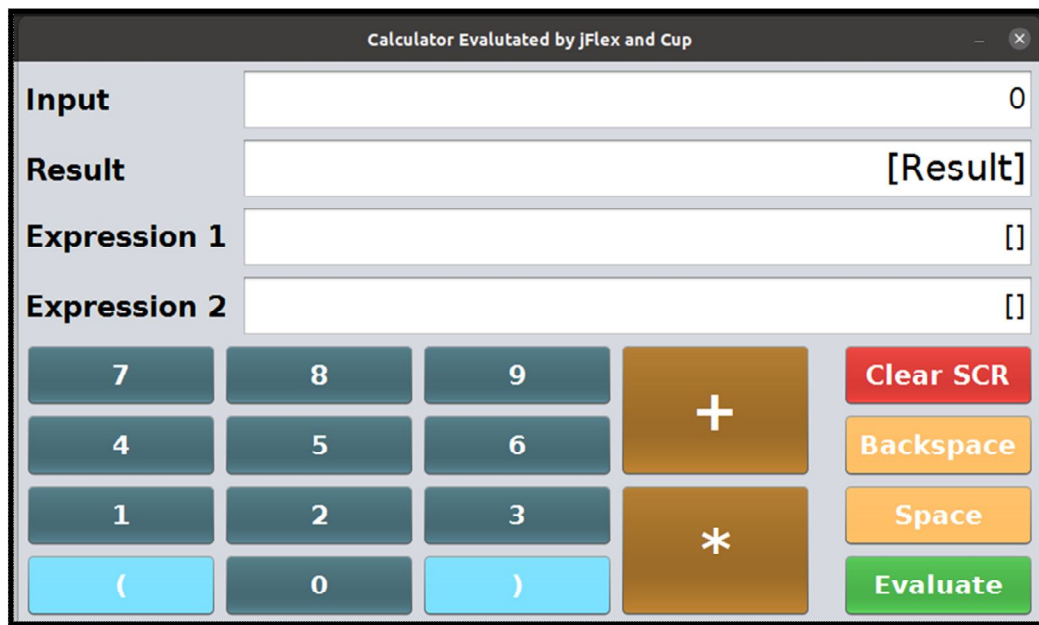 Calculator Evalutated by jFlex and Cup
Input 0
Result [Result]
Expression 1 []
Expression 2 []
7 8 9 + Clear SCR
4 5 6 Backspace
1 2 3 * Space
( 0 ) Evaluate